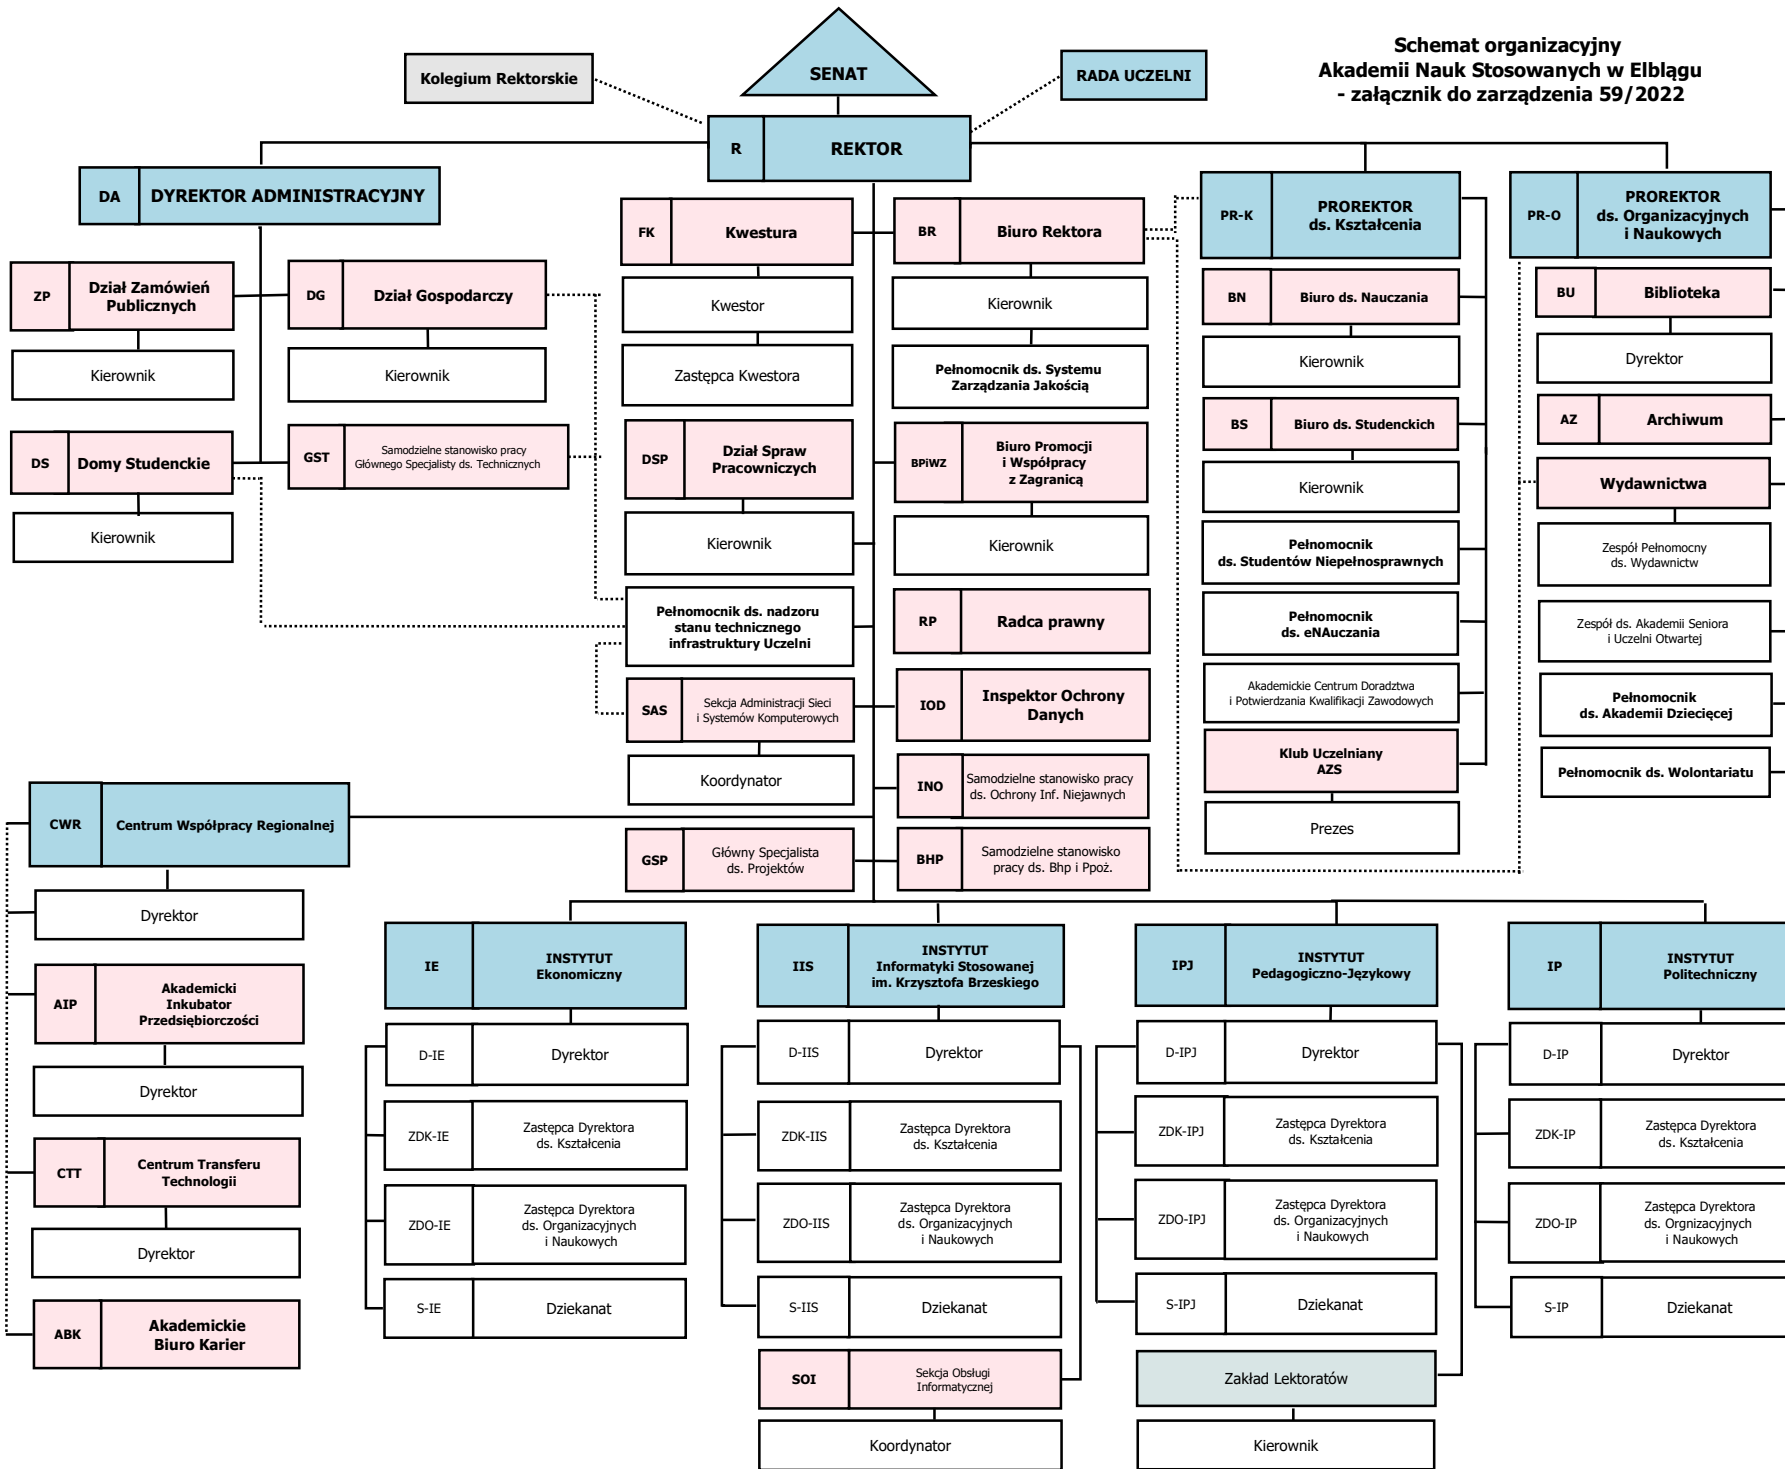 Schemat organizacyjny
Akademii Nauk Stosowanych w Elblągu
- załącznik do zarządzenia 59/2022
Kolegium Rektorskie
SENAT
RADA UCZELNI
R
REKTOR
DA
DYREKTOR ADMINISTRACYJNY
ZP
Dział Zamówień
Publicznych
Kierownik
DG
Dział Gospodarczy
Kierownik
DS
Domy Studenckie
Kierownik
GST
Samodzielne stanowisko pracy
Głównego Specjalisty ds. Technicznych
FK
Kwestura
Kwestor
Zastępca Kwestora
DSP
Dział Spraw
Pracowniczych
Kierownik
Pełnomocnik ds. nadzoru
stanu technicznego
infrastruktury Uczelni
SAS
Sekcja Administracji Sieci
i Systemów Komputerowych
Koordynator
GSP
Główny Specjalista
ds. Projektów
BR
Biuro Rektora
Kierownik
Pełnomocnik ds. Systemu
Zarządzania Jakością
BPiWZ
Biuro Promocji
i Współpracy
z Zagranicą
Kierownik
RP
Radca prawny
IOD
Inspektor Ochrony
Danych
INO
Samodzielne stanowisko pracy
ds. Ochrony Inf. Niejawnych
BHP
Samodzielne stanowisko
pracy ds. Bhp i Ppoż.
PR-K
PROREKTOR
ds. Kształcenia
BN
Biuro ds. Nauczania
Kierownik
BS
Biuro ds. Studenckich
Kierownik
Pełnomocnik
ds. Studentów Niepełnosprawnych
Pełnomocnik
ds. eNAuczania
Akademickie Centrum Doradztwa
i Potwierdzania Kwalifikacji Zawodowych
Klub Uczelniany
AZS
Prezes
PR-O
PROREKTOR
ds. Organizacyjnych
i Naukowych
BU
Biblioteka
Dyrektor
AZ
Archiwum
Wydawnictwa
Zespół Pełnomocny
ds. Wydawnictw
Zespół ds. Akademii Seniora
i Uczelni Otwartej
Pełnomocnik
ds. Akademii Dziecięcej
Pełnomocnik ds. Wolontariatu
CWR
Centrum Współpracy Regionalnej
Dyrektor
AIP
Akademicki
Inkubator
Przedsiębiorczości
Dyrektor
CTT
Centrum Transferu
Technologii
Dyrektor
ABK
Akademickie
Biuro Karier
IE
INSTYTUT
Ekonomiczny
D-IE
Dyrektor
ZDK-IE
Zastępca Dyrektora
ds. Kształcenia
ZDO-IE
Zastępca Dyrektora
ds. Organizacyjnych
i Naukowych
S-IE
Dziekanat
IIS
INSTYTUT
Informatyki Stosowanej
im. Krzysztofa Brzeskiego
D-IIS
Dyrektor
ZDK-IIS
Zastępca Dyrektora
ds. Kształcenia
ZDO-IIS
Zastępca Dyrektora
ds. Organizacyjnych
i Naukowych
S-IIS
Dziekanat
SOI
Sekcja Obsługi
Informatycznej
Koordynator
IPJ
INSTYTUT
Pedagogiczno-Językowy
D-IPJ
Dyrektor
ZDK-IPJ
Zastępca Dyrektora
ds. Kształcenia
ZDO-IPJ
Zastępca Dyrektora
ds. Organizacyjnych
i Naukowych
S-IPJ
Dziekanat
Zakład Lektoratów
Kierownik
IP
INSTYTUT
Politechniczny
D-IP
Dyrektor
ZDK-IP
Zastępca Dyrektora
ds. Kształcenia
ZDO-IP
Zastępca Dyrektora
ds. Orgnizacyjnych
i Naukowych
S-IP
Dziekanat